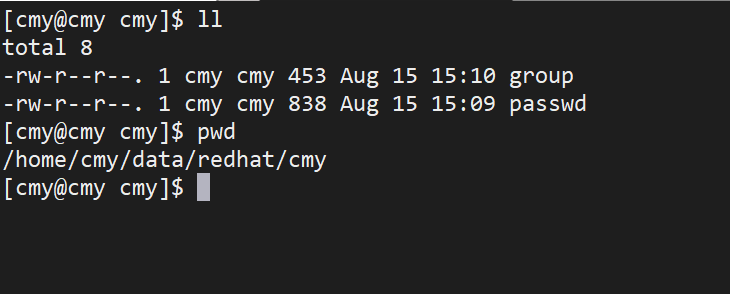 [cmy@cmy cmy]$ ll
total 8
-rw-r--r--. 1 cmy cmy 453 Aug 15 15:10 group
-rw-r--r--. 1 cmy cmy 838 Aug 15 15:09 passwd
[cmy@cmy cmy]$ pwd
/home/cmy/data/redhat/cmy
[cmy@cmy cmy]$